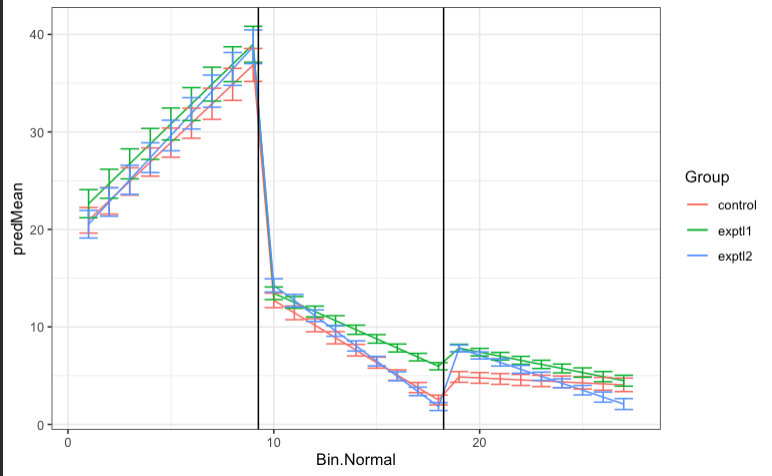 40
30
20
10
0
predMean
0
10
20
Bin.Normal
Group
control
exptl1
exptl2